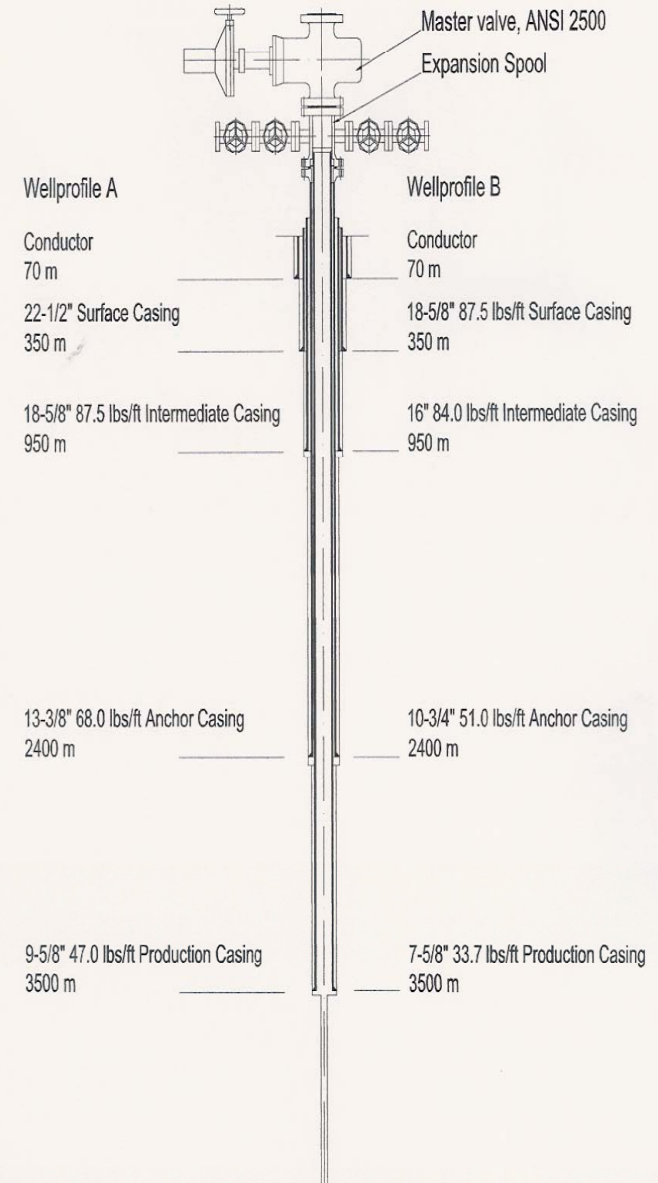 Master valve, ANSI 2500
Expansion Spool
Wellprofile A
Conductor
70 m
22-1/2" Surface Casing
350 m
18-5/8" 87.5 lbs/ft Intermediate Casing
950 m
13-3/8" 68.0 lbs/ft Anchor Casing
2400 m
9-5/8" 47.0 lbs/ft Production Casing
3500 m
Wellprofile B
Conductor
70 m
18-5/8" 87.5 lbs/ft Surface Casing
350 m
16" 84.0 lbs/ft Intermediate Casing
950 m
10-3/4" 51.0 lbs/ft Anchor Casing
2400 m
7-5/8" 33.7 lbs/ft Production Casing
3500 m